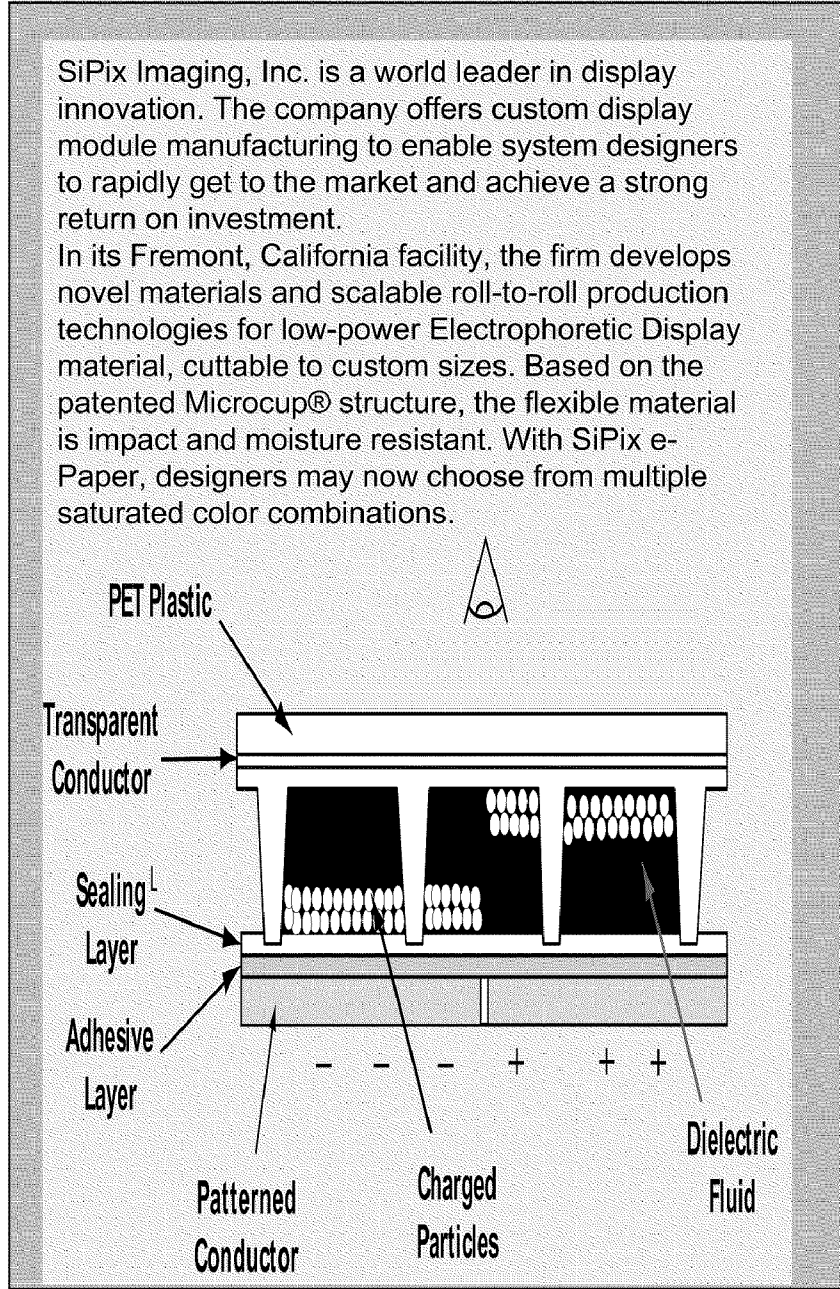 SiPix Imaging, Inc. is a world leader in display
innovation. The company offers custom display
module manufacturing to enable system designers
to rapidly get to the market and achieve a strong
return on investment.
In its Fremont, California facility, the firm develops
novel materials and scalable roll-to-roll production
technologies for low-power Electrophoretic Display
material, cuttable to custom sizes. Based on the
patented Microcup® structure, the flexible material
is impact and moisture resistant. With SiPix e-
Paper, designers may now choose from multiple
saturated color combinations.
PET Plastic
Transparent
Conductor
Sealing L
Layer
Adhesive
Layer
− − − + + +
Patterned
Conductor
Charged
Particles
Dielectric
Fluid